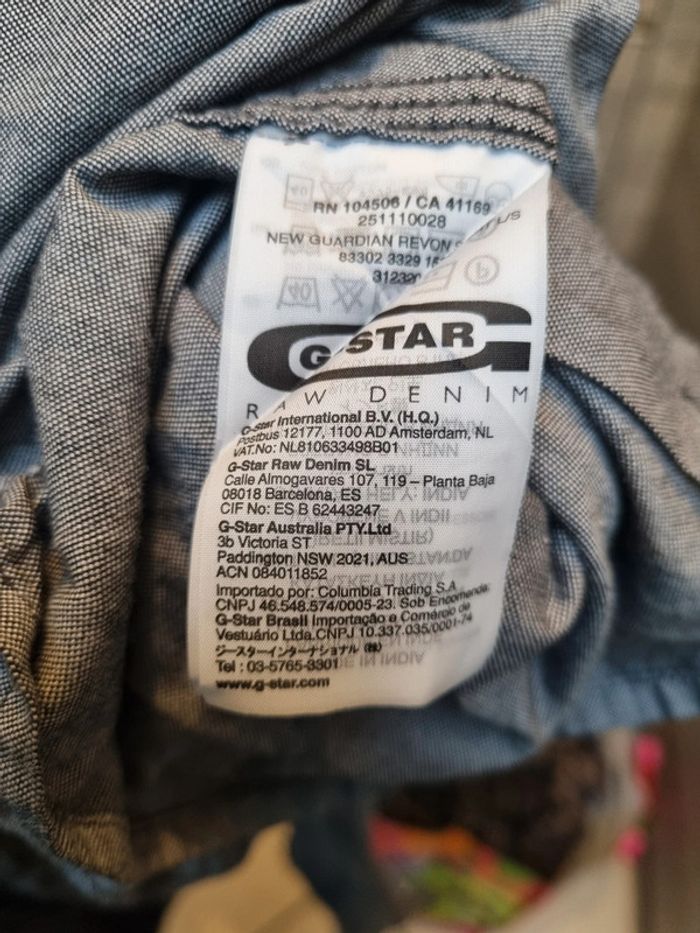 RN 104506 / CA 41169
251110028
NEW GUARDIAN REVON
83302 3329
G-STAR
RAW DENIM
G-Star International B.V. (H.Q.)
Postbus 12177, 1100 AD Amsterdam, NL
VAT.No: NL810633498B01
G-Star Raw Denim SL
Calle Almogavares 107, 119 – Planta Baja
08018 Barcelona, ES
CIF No: ES B 62443247
G-Star Australia PTY.Ltd
3b Victoria ST
Paddington NSW 2021, AUS
ACN 084011852
Importado por: Columbia Trading S.A.
CNPJ 46.548.574/0005-23. Sob Encomenda:
G-Star Brasil Importação e Comércio de
Vestuário Ltda.CNPJ 10.337.035/0001-74
ジースターインターナショナル (株)
Tel : 03-5765-3301
www.g-star.com